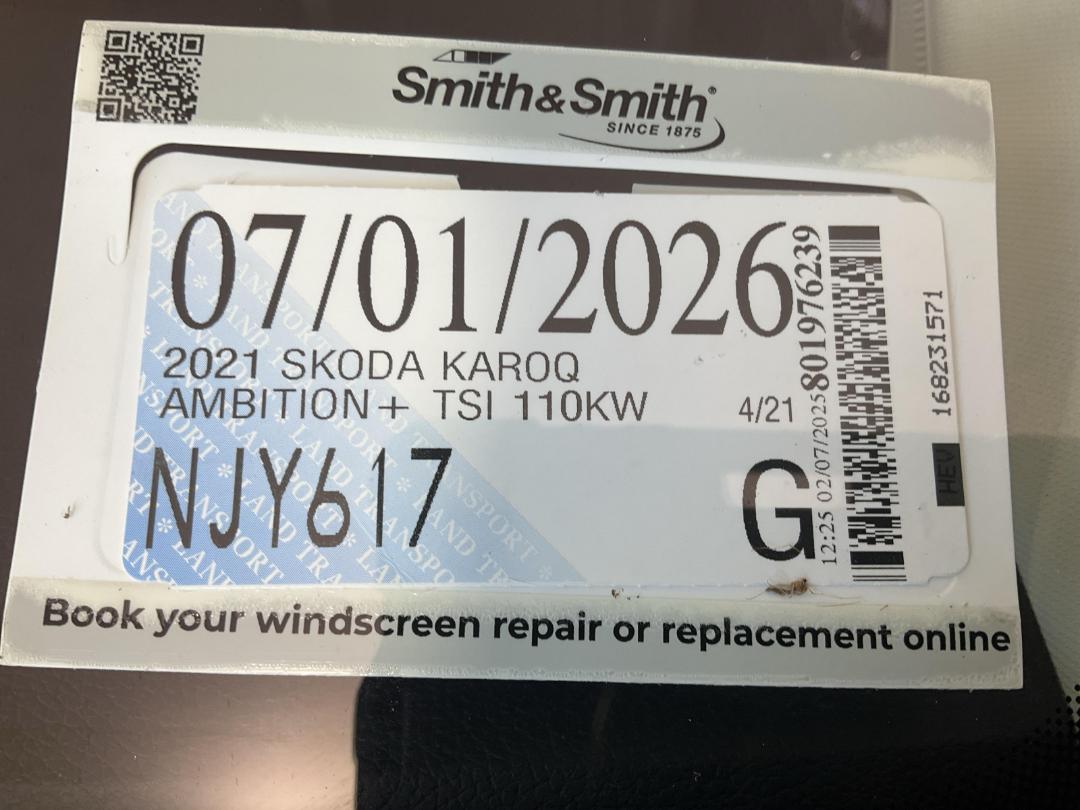 Smith&Smith®
SINCE 1875
07/01/2026
2021 SKODA KAROQ
AMBITION+ TSI 110KW 4/21
NJY617 G
12:25 02/07/2025 801976239
168231571
HEV
Book your windscreen repair or replacement online